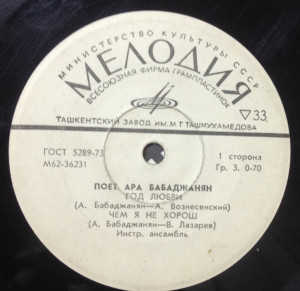 МИНИСТЕРСТВО КУЛЬТУРЫ СССР
МЕЛОДИЯ
ВСЕСОЮЗНАЯ ФИРМА ГРАМПЛАСТИНОК
▽33
ТАШКЕНТСКИЙ ЗАВОД ИМ. М.Т ТАШМУХАМЕДОВА
ГОСТ 5289-73
М62-36231
1 сторона
Гр. 3. 0-70
ПОЕТ АРА БАБАДЖАНЯН
ГОД ЛЮБВИ
(А. Бабаджанян—А. Вознесенский)
ЧЕМ Я НЕ ХОРОШ
(А. Бабаджанян—В. Лазарев)
Инстр. ансамбль